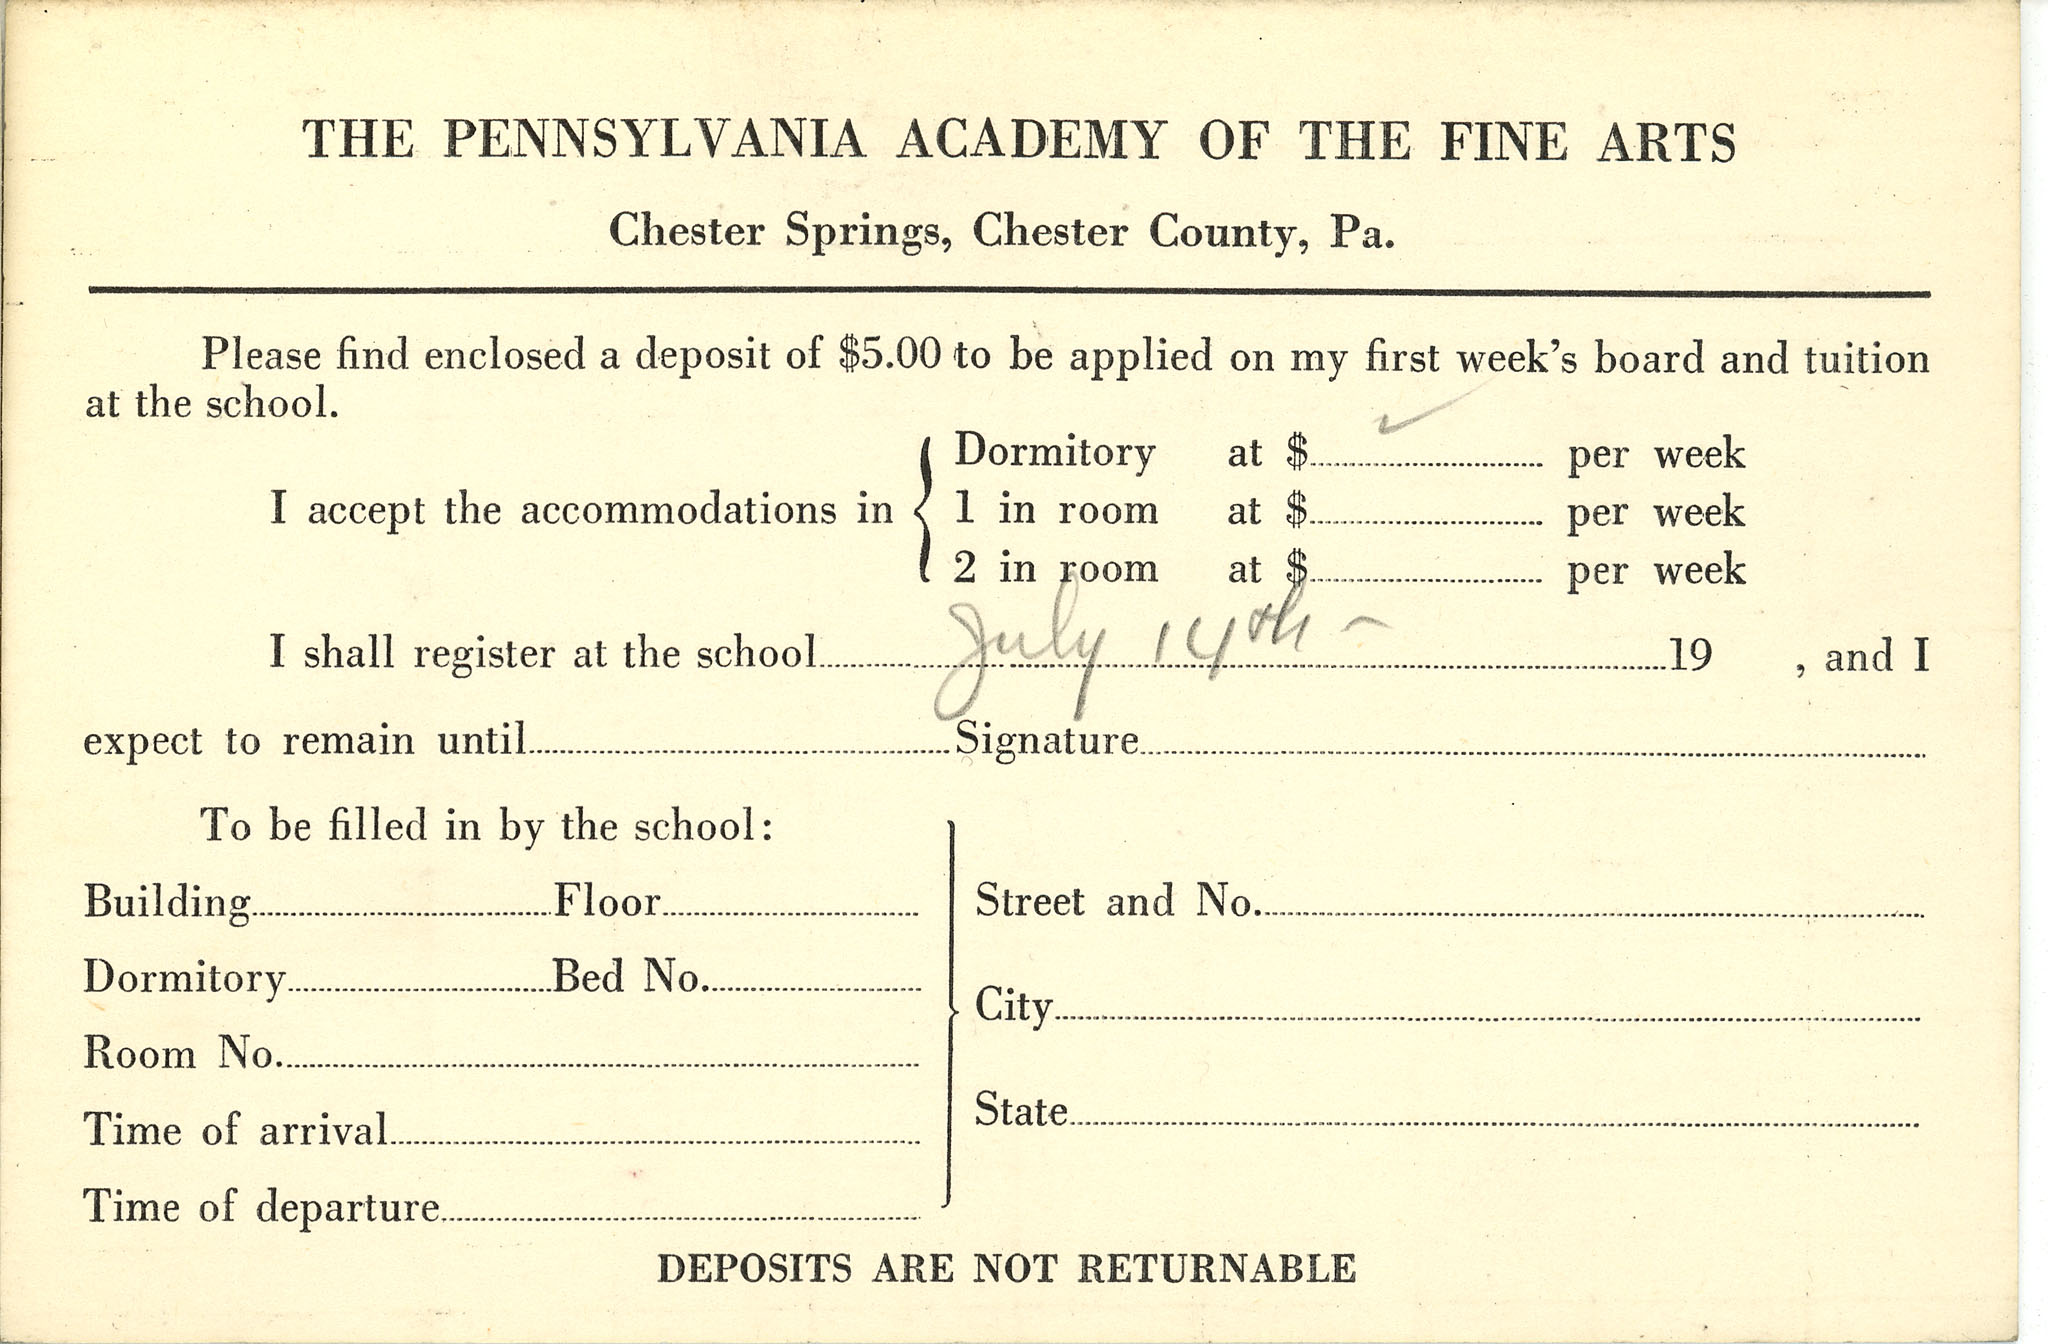 THE PENNSYLVANIA ACADEMY OF THE FINE ARTS
Chester Springs, Chester County, Pa.
Please find enclosed a deposit of $5.00 to be applied on my first week's board and tuition
at the school.
I accept the accommodations in
Dormitory at $ ✓ per week
1 in room at $ per week
2 in room at $ per week
I shall register at the school July 14th - 19 , and I
expect to remain until Signature
To be filled in by the school:
Building Floor
Dormitory Bed No.
Room No.
Time of arrival
Time of departure
Street and No.
City
State
DEPOSITS ARE NOT RETURNABLE